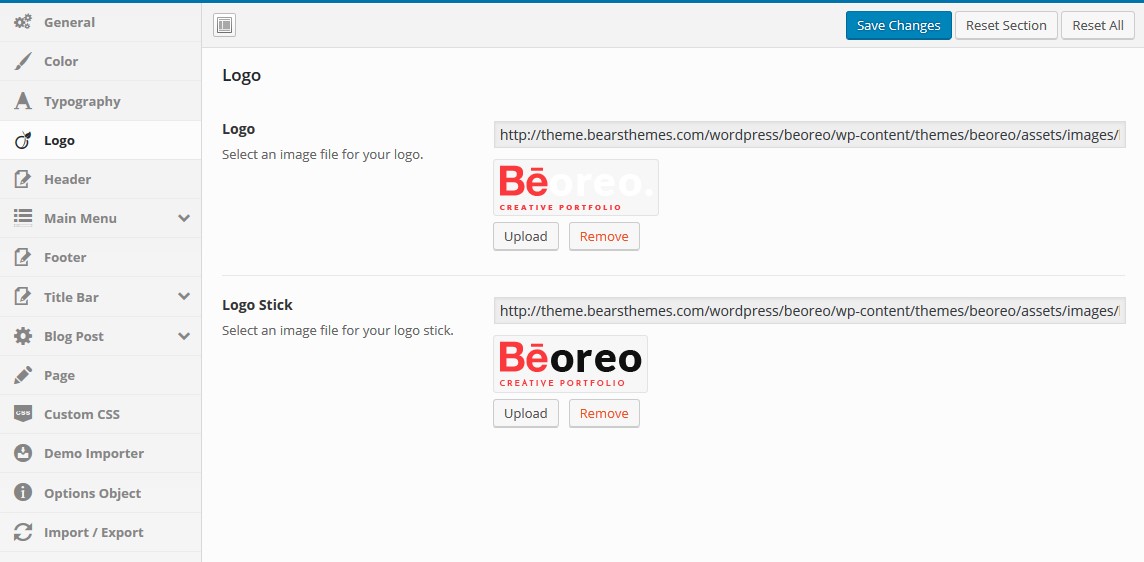 General
Color
Typography
Logo
Header
Main Menu
Footer
Title Bar
Blog Post
Page
CSS
Custom CSS
Demo Importer
Options Object
Import / Export
Save Changes
Reset Section
Reset All
Logo
Logo
Select an image file for your logo.
http://theme.bearsthemes.com/wordpress/beoreo/wp-content/themes/beoreo/assets/images/
Bēoreo.
CREATIVE PORTFOLIO
Upload
Remove
Logo Stick
Select an image file for your logo stick.
http://theme.bearsthemes.com/wordpress/beoreo/wp-content/themes/beoreo/assets/images/
Bēoreo
CREATIVE PORTFOLIO
Upload
Remove